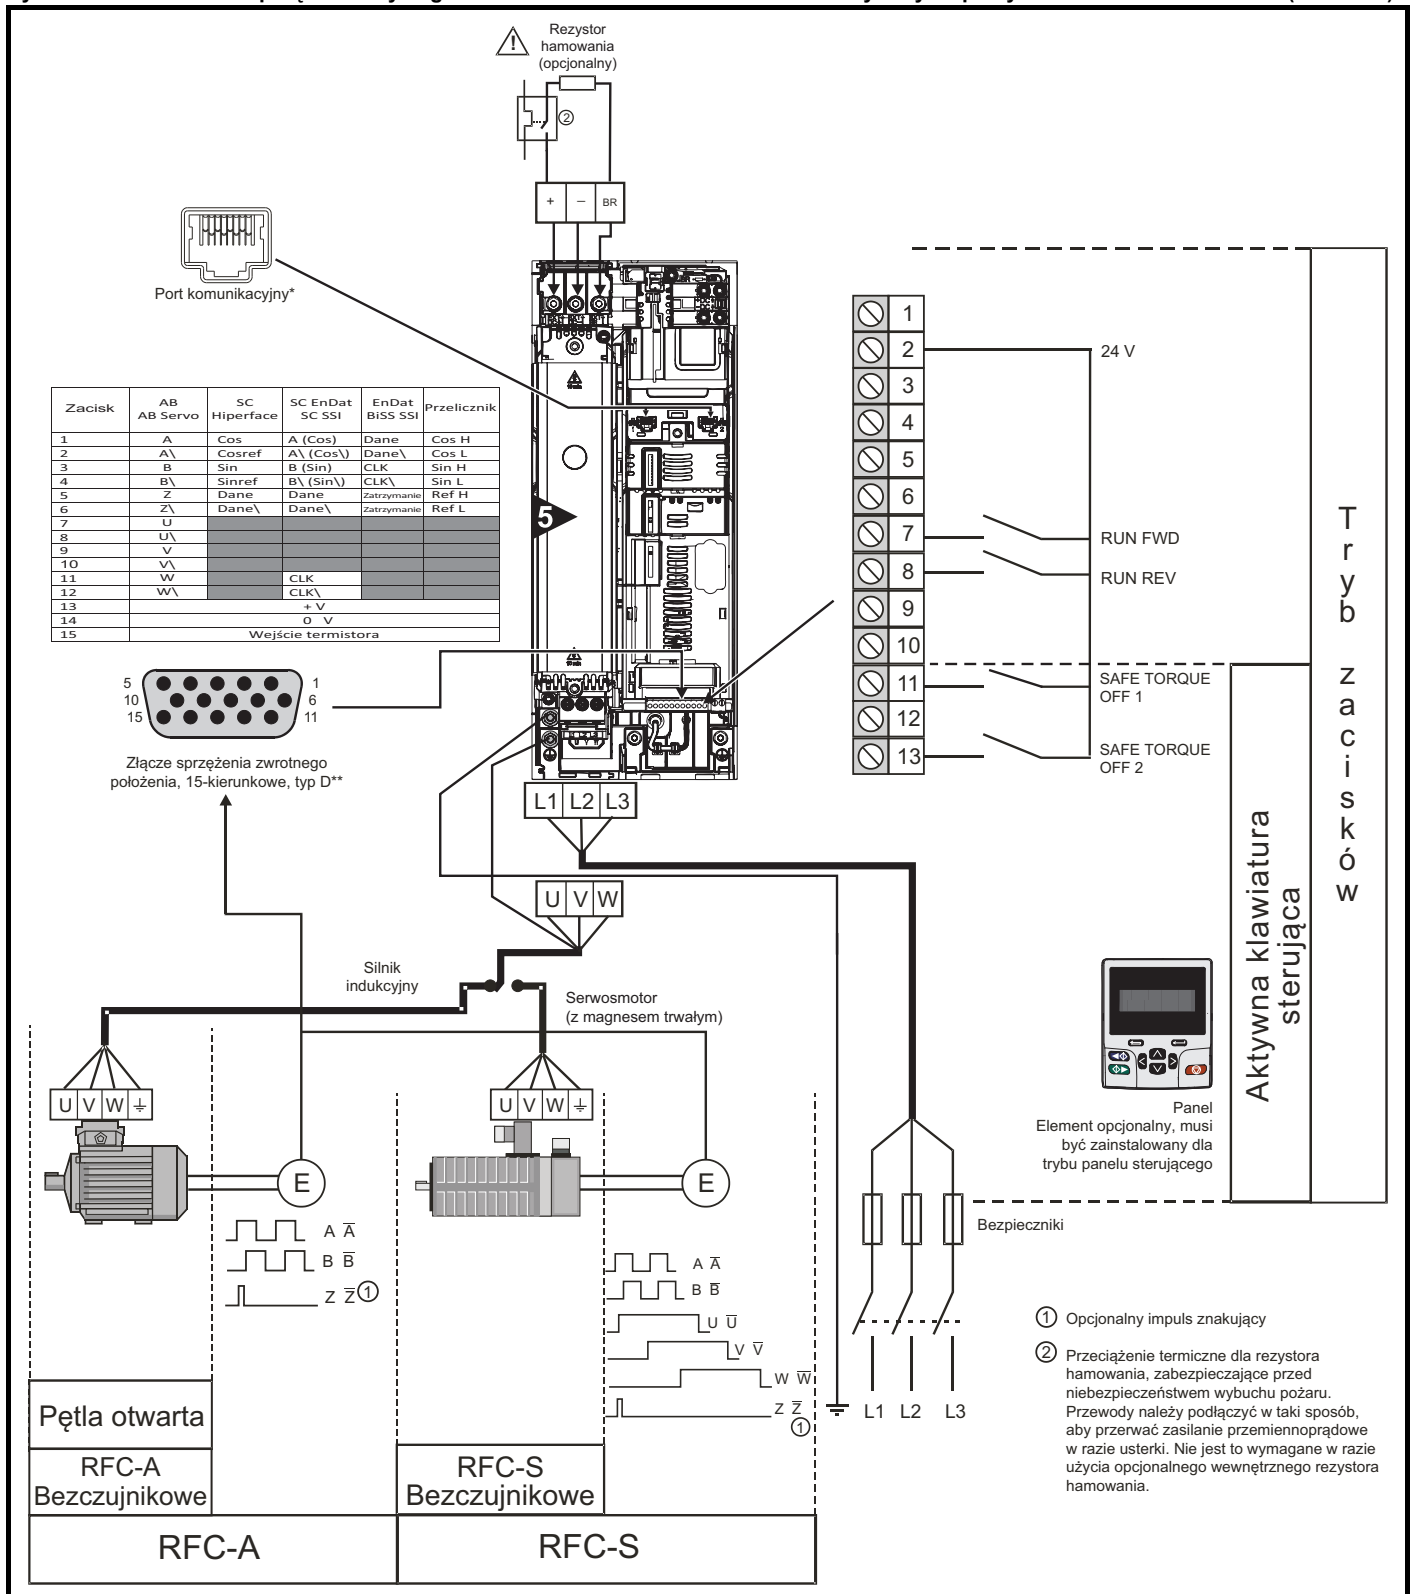 Rezystor
hamowania
(opcjonalny)
2
+ – BR
Port komunikacyjny*
Zacisk AB AB Servo SC Hiperface SC EnDat SC SSI EnDat BiSS SSI Przelicznik
1 A Cos A (Cos) Dane Cos H
2 A\ Cosref A\ (Cos\) Dane\ Cos L
3 B Sin B (Sin) CLK Sin H
4 B\ Sinref B\ (Sin\) CLK\ Sin L
5 Z Dane Dane Zatrzymanie Ref H
6 Z\ Dane\ Dane\ Zatrzymanie Ref L
7 U
8 U\
9 V
10 V\
11 W CLK
12 W\ CLK\
13 + V
14 0 V
15 Wejście termistora
5
5 1
10 6
15 11
Złącze sprzężenia zwrotnego
położenia, 15-kierunkowe, typ D**
1
2 24 V
3
4
5
6
7 RUN FWD
8 RUN REV
9
10
11 SAFE TORQUE
OFF 1
12
13 SAFE TORQUE
OFF 2
Tryb zacisków
Aktywna klawiatura
sterująca
L1 L2 L3
U V W
Silnik
indukcyjny
Serwosmotor
(z magnesem trwałym)
U V W
U V W
E
E
Panel
Element opcjonalny, musi
być zainstalowany dla
trybu panelu sterującego
Bezpieczniki
A A̅
B B̅
Z Z̅ 1
A A̅
B B̅
U U̅
V V̅
W W̅
Z Z̅
1
L1 L2 L3
1 Opcjonalny impuls znakujący
2 Przeciążenie termiczne dla rezystora
hamowania, zabezpieczające przed
niebezpieczeństwem wybuchu pożaru.
Przewody należy podłączyć w taki sposób,
aby przerwać zasilanie przemiennoprądowe
w razie usterki. Nie jest to wymagane w razie
użycia opcjonalnego wewnętrznego rezystora
hamowania.
Pętla otwarta
RFC-A
Bezczujnikowe
RFC-S
Bezczujnikowe
RFC-A
RFC-S